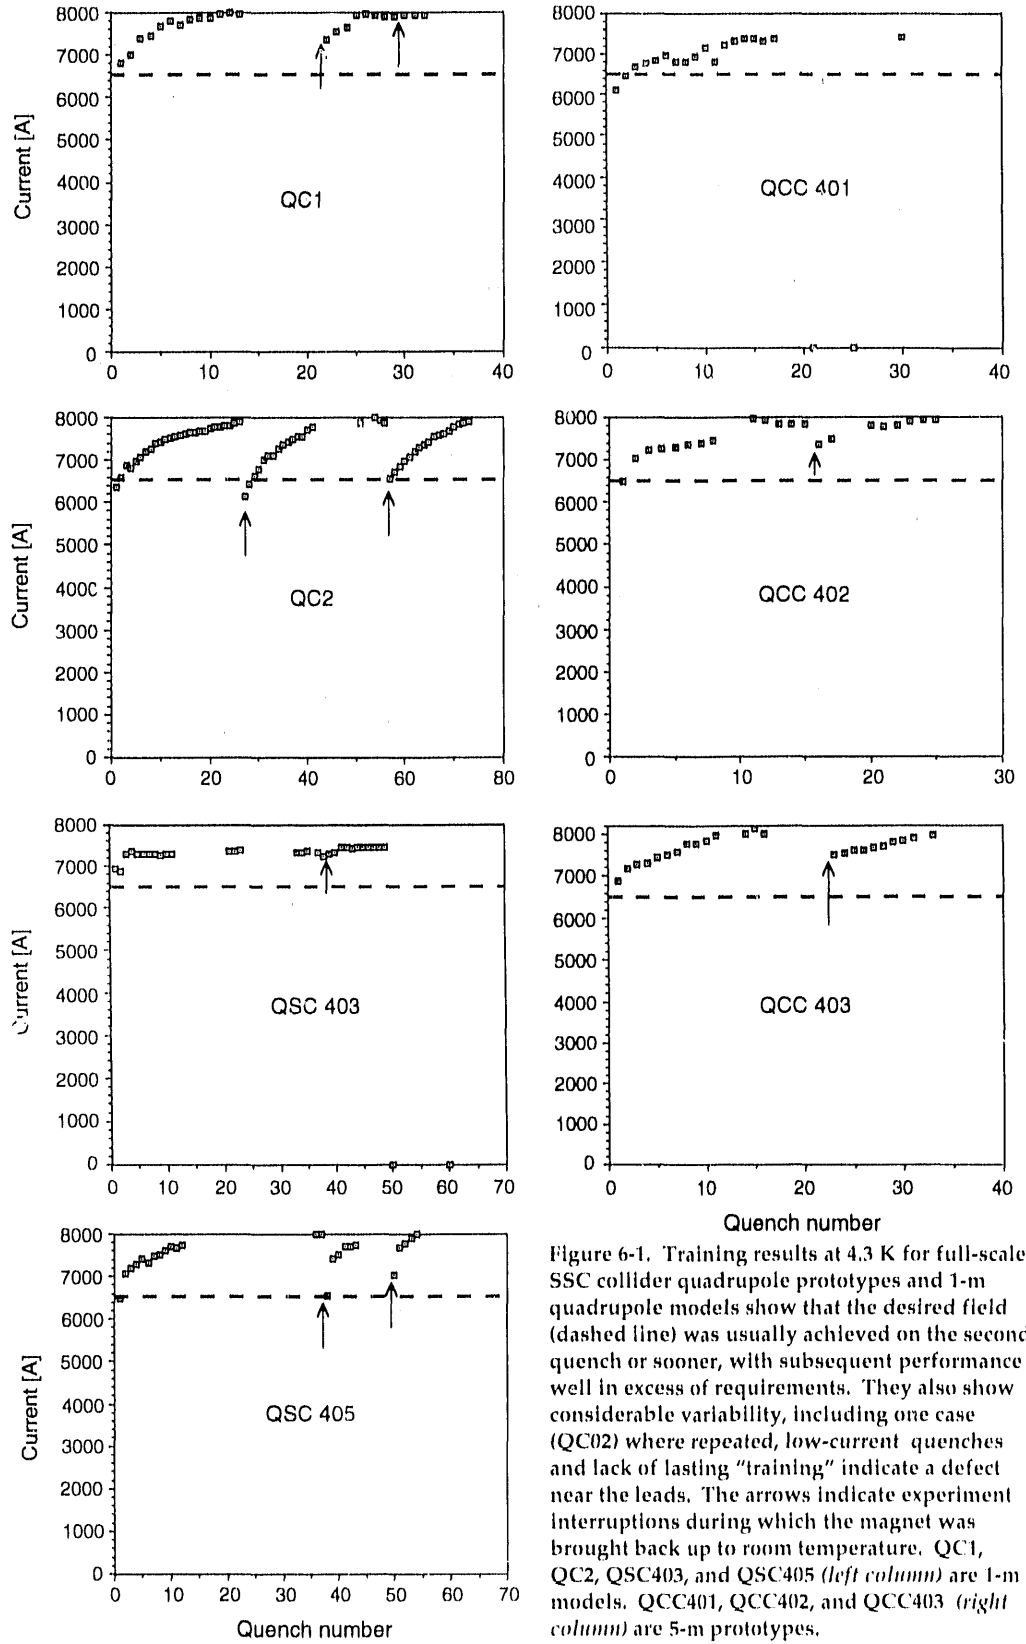 8000
7000
6000
5000
4000
3000
2000
1000
0
Current [A]
QC1
0 10 20 30 40
8000
7000
6000
5000
4000
3000
2000
1000
0
QCC 401
0 10 20 30 40
8000
7000
6000
5000
4000
3000
2000
1000
0
Current [A]
QC2
0 20 40 60 80
8000
7000
6000
5000
4000
3000
2000
1000
0
QCC 402
0 10 20 30
8000
7000
6000
5000
4000
3000
2000
1000
0
Current [A]
QSC 403
0 10 20 30 40 50 60 70
8000
7000
6000
5000
4000
3000
2000
1000
0
QCC 403
0 10 20 30 40
Quench number
8000
7000
6000
5000
4000
3000
2000
1000
0
Current [A]
QSC 405
0 10 20 30 40 50 60 70
Quench number
Figure 6-1. Training results at 4.3 K for full-scale
SSC collider quadrupole prototypes and 1-m
quadrupole models show that the desired field
(dashed line) was usually achieved on the second
quench or sooner, with subsequent performance
well in excess of requirements. They also show
considerable variability, including one case
(QC02) where repeated, low-current quenches
and lack of lasting "training" indicate a defect
near the leads. The arrows indicate experiment
interruptions during which the magnet was
brought back up to room temperature. QC1,
QC2, QSC403, and QSC405 (left column) are 1-m
models. QCC401, QCC402, and QCC403 (right
column) are 5-m prototypes.